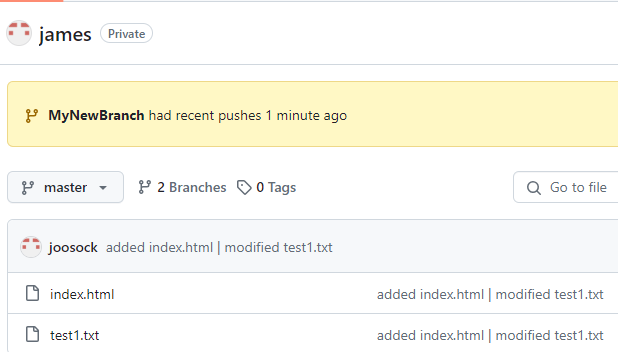 james Private
MyNewBranch had recent pushes 1 minute ago
master 2 Branches 0 Tags Go to file
joosock added index.html | modified test1.txt
index.html added index.html | modified test1.txt
test1.txt added index.html | modified test1.txt